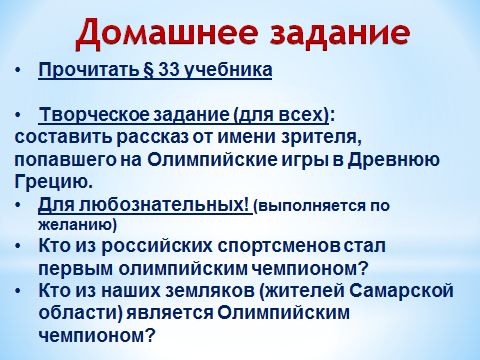 Домашнее задание
• Прочитать § 33 учебника
• Творческое задание (для всех):
составить рассказ от имени зрителя,
попавшего на Олимпийские игры в Древнюю
Грецию.
• Для любознательных! (выполняется по
желанию)
• Кто из российских спортсменов стал
первым олимпийским чемпионом?
• Кто из наших земляков (жителей Самарской
области) является Олимпийским
чемпионом?